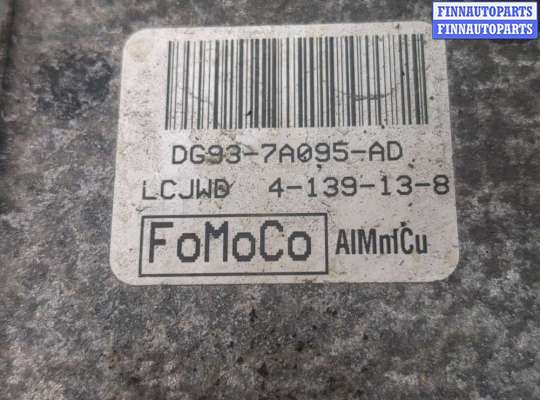 FINNAUTOPARTS
FINNAUTOPARTS
DG93-7A095-AD
LCJWD 4-139-13-8
FoMoCo AlMnICu